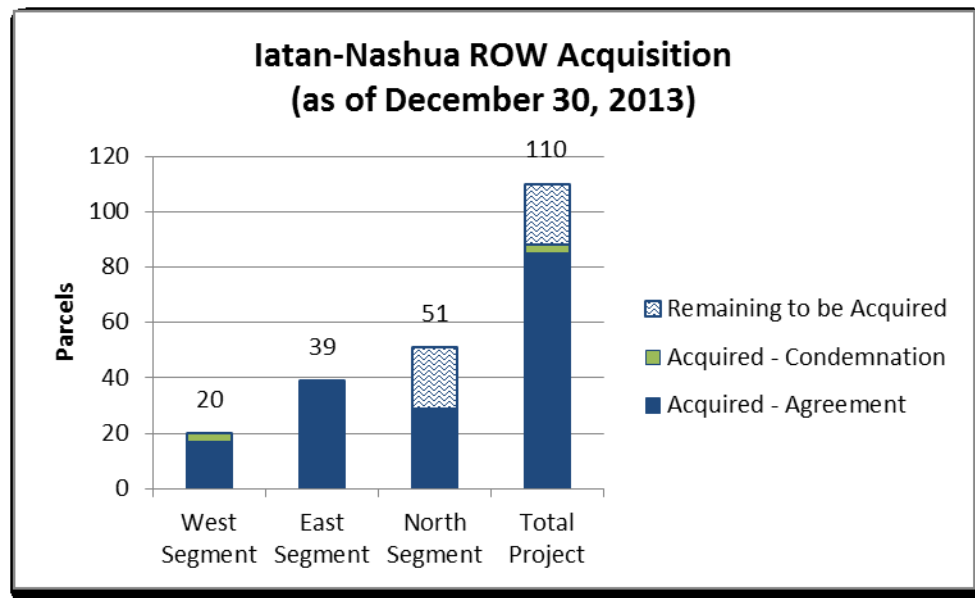 Iatan-Nashua ROW Acquisition
(as of December 30, 2013)
120
100
80
60
40
20
0
Parcels
20
39
51
110
West
Segment
East
Segment
North
Segment
Total
Project
Remaining to be Acquired
Acquired - Condemnation
Acquired - Agreement